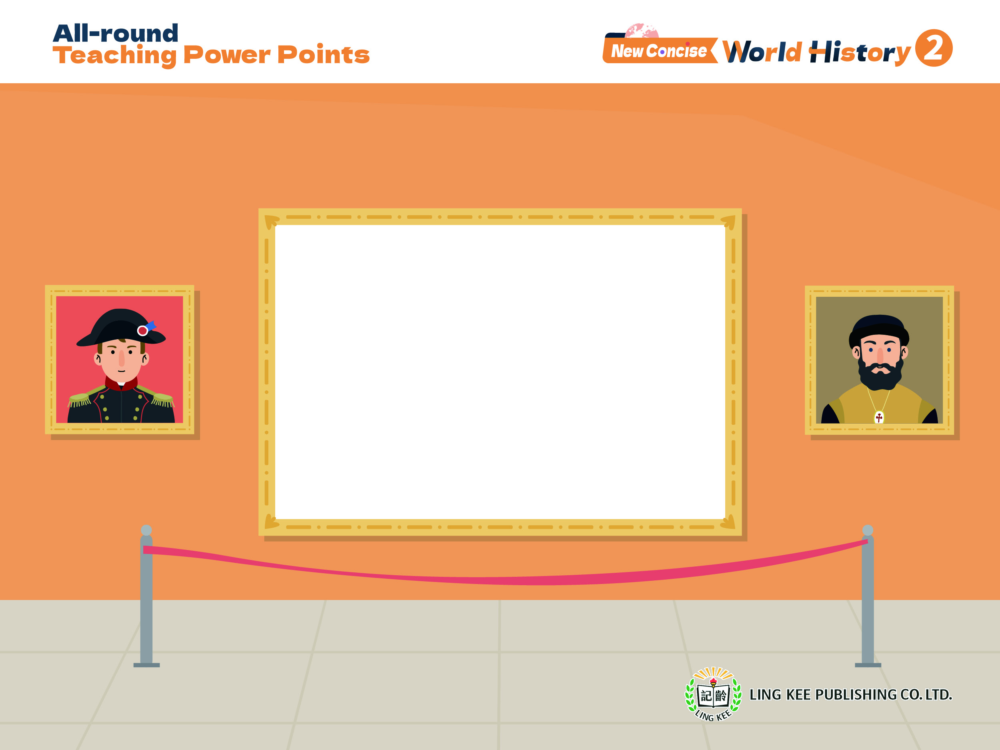 All-round
Teaching Power Points
New Concise World History 2
記齡
LING KEE
LING KEE PUBLISHING CO. LTD.